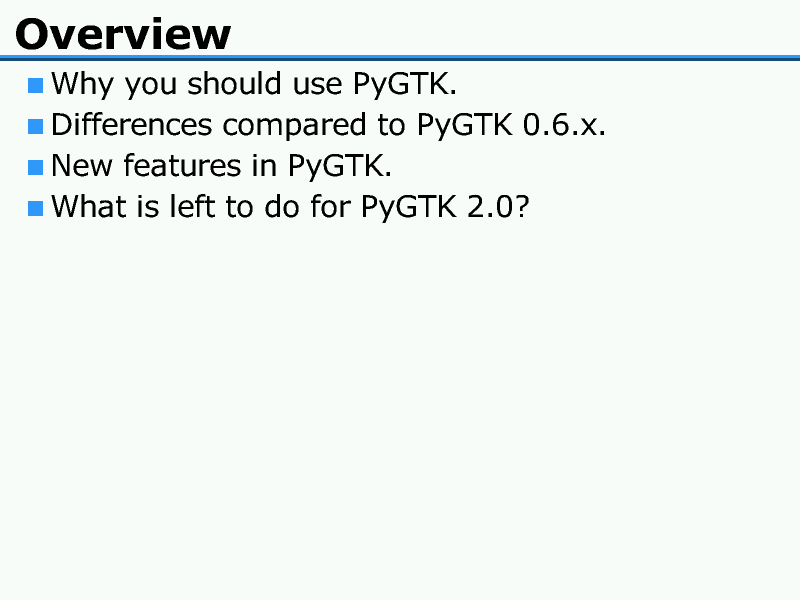 Overview
Why you should use PyGTK.
Differences compared to PyGTK 0.6.x.
New features in PyGTK.
What is left to do for PyGTK 2.0?